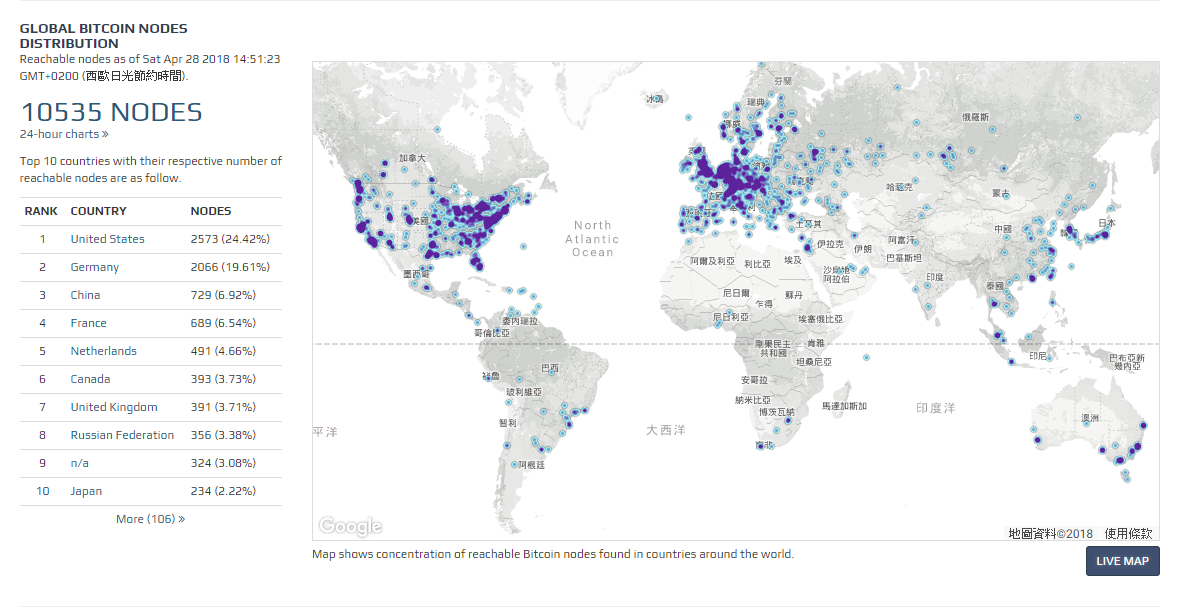 GLOBAL BITCOIN NODES
DISTRIBUTION
Reachable nodes as of Sat Apr 28 2018 14:51:23
GMT+0200 (西歐日光節約時間).
10535 NODES
24-hour charts »
Top 10 countries with their respective number of
reachable nodes are as follow.
RANK COUNTRY NODES
1 United States 2573 (24.42%)
2 Germany 2066 (19.61%)
3 China 729 (6.92%)
4 France 689 (6.54%)
5 Netherlands 491 (4.66%)
6 Canada 393 (3.73%)
7 United Kingdom 391 (3.71%)
8 Russian Federation 356 (3.38%)
9 n/a 324 (3.08%)
10 Japan 234 (2.22%)
More (106) »
芬蘭
冰島
瑞典
挪威
俄羅斯
加拿大
哈薩克
蒙古
美國
North
Atlantic
Ocean
土耳其
中國
日本
伊拉克
伊朗
阿富汗
巴基斯坦
阿爾及利亞
利比亞
埃及
沙烏地
阿拉伯
印度
墨西哥
泰國
尼日爾
蘇丹
乍得
尼日利亞
埃塞俄比亞
委內瑞拉
哥倫比亞
剛果民主
共和國
肯雅
坦桑尼亞
印尼
巴布亞新
幾內亞
巴西
秘魯
玻利維亞
安哥拉
納米比亞
博茨瓦納
馬達加斯加
印度洋
澳洲
智利
平洋
大西洋
南非
阿根廷
Google
地圖資料©2018 使用條款
Map shows concentration of reachable Bitcoin nodes found in countries around the world.
LIVE MAP